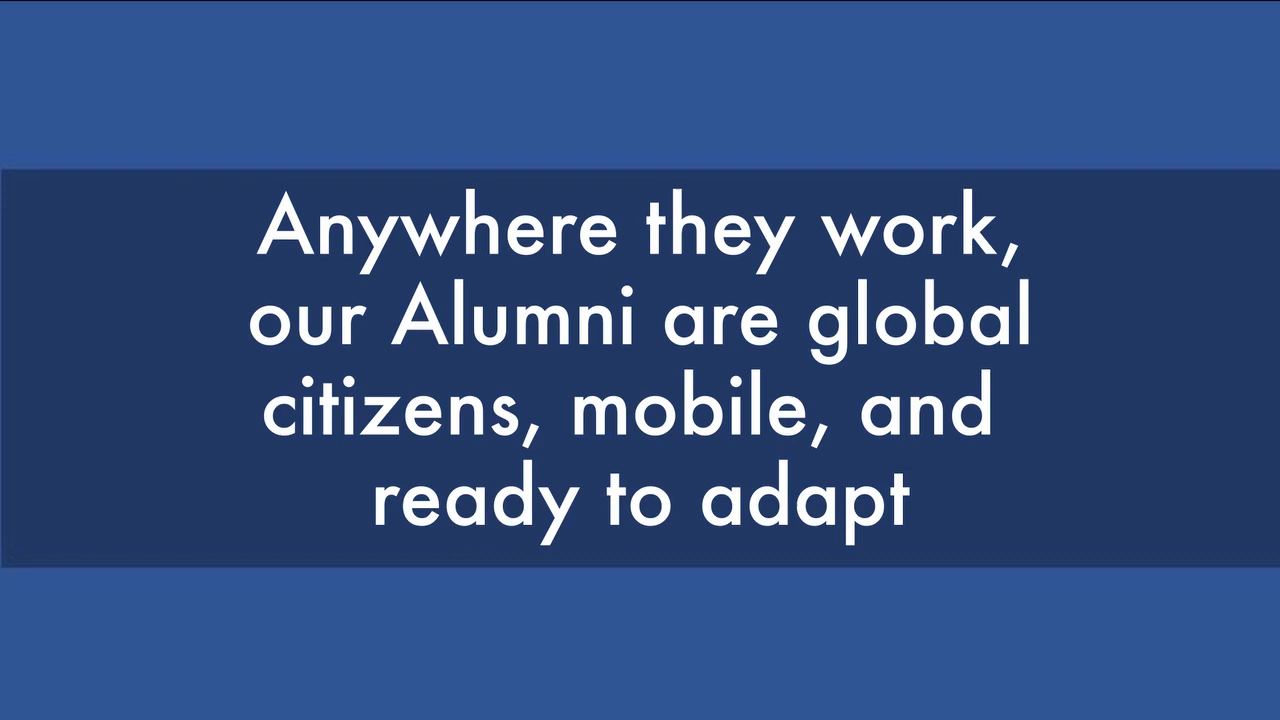 Anywhere they work,
our Alumni are global
citizens, mobile, and
ready to adapt